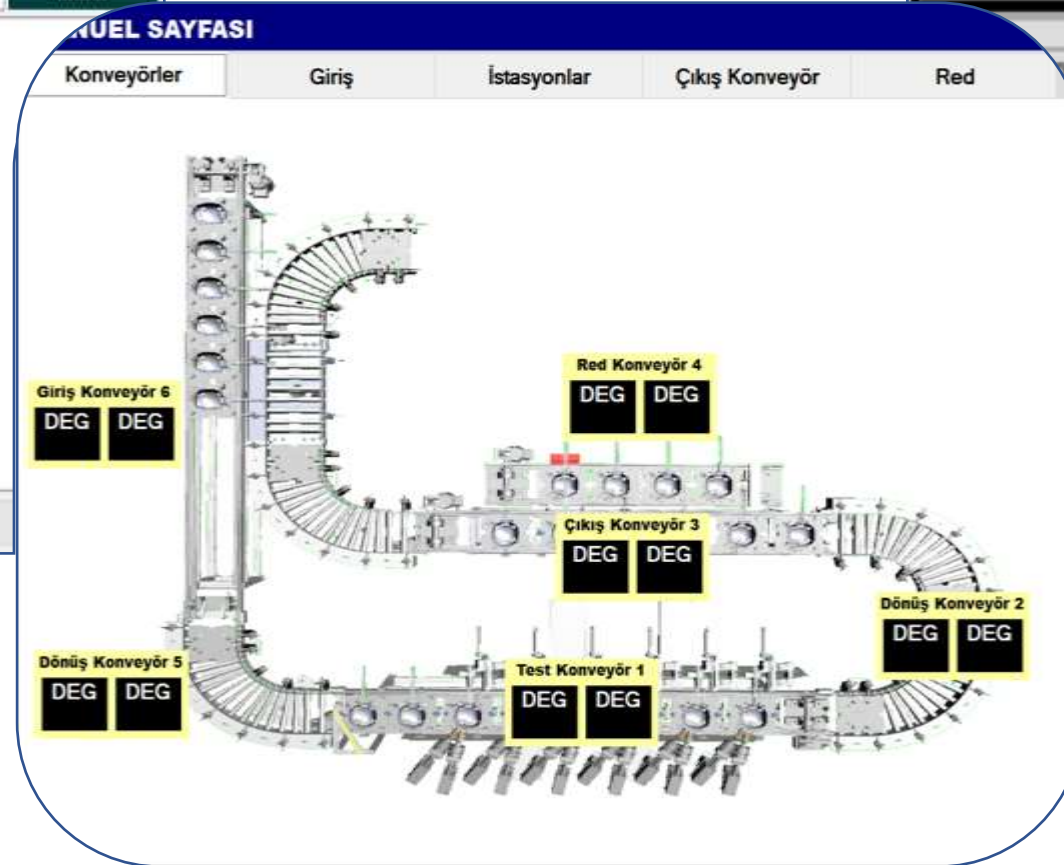 NUEL SAYFASI
Konveyörler Giriş İstasyonlar Çıkış Konveyör Red
Red Konveyör 4
DEG DEG
Giriş Konveyör 6
DEG DEG
Çıkış Konveyör 3
DEG DEG
Dönüş Konveyör 2
DEG DEG
Dönüş Konveyör 5
DEG DEG
Test Konveyör 1
DEG DEG